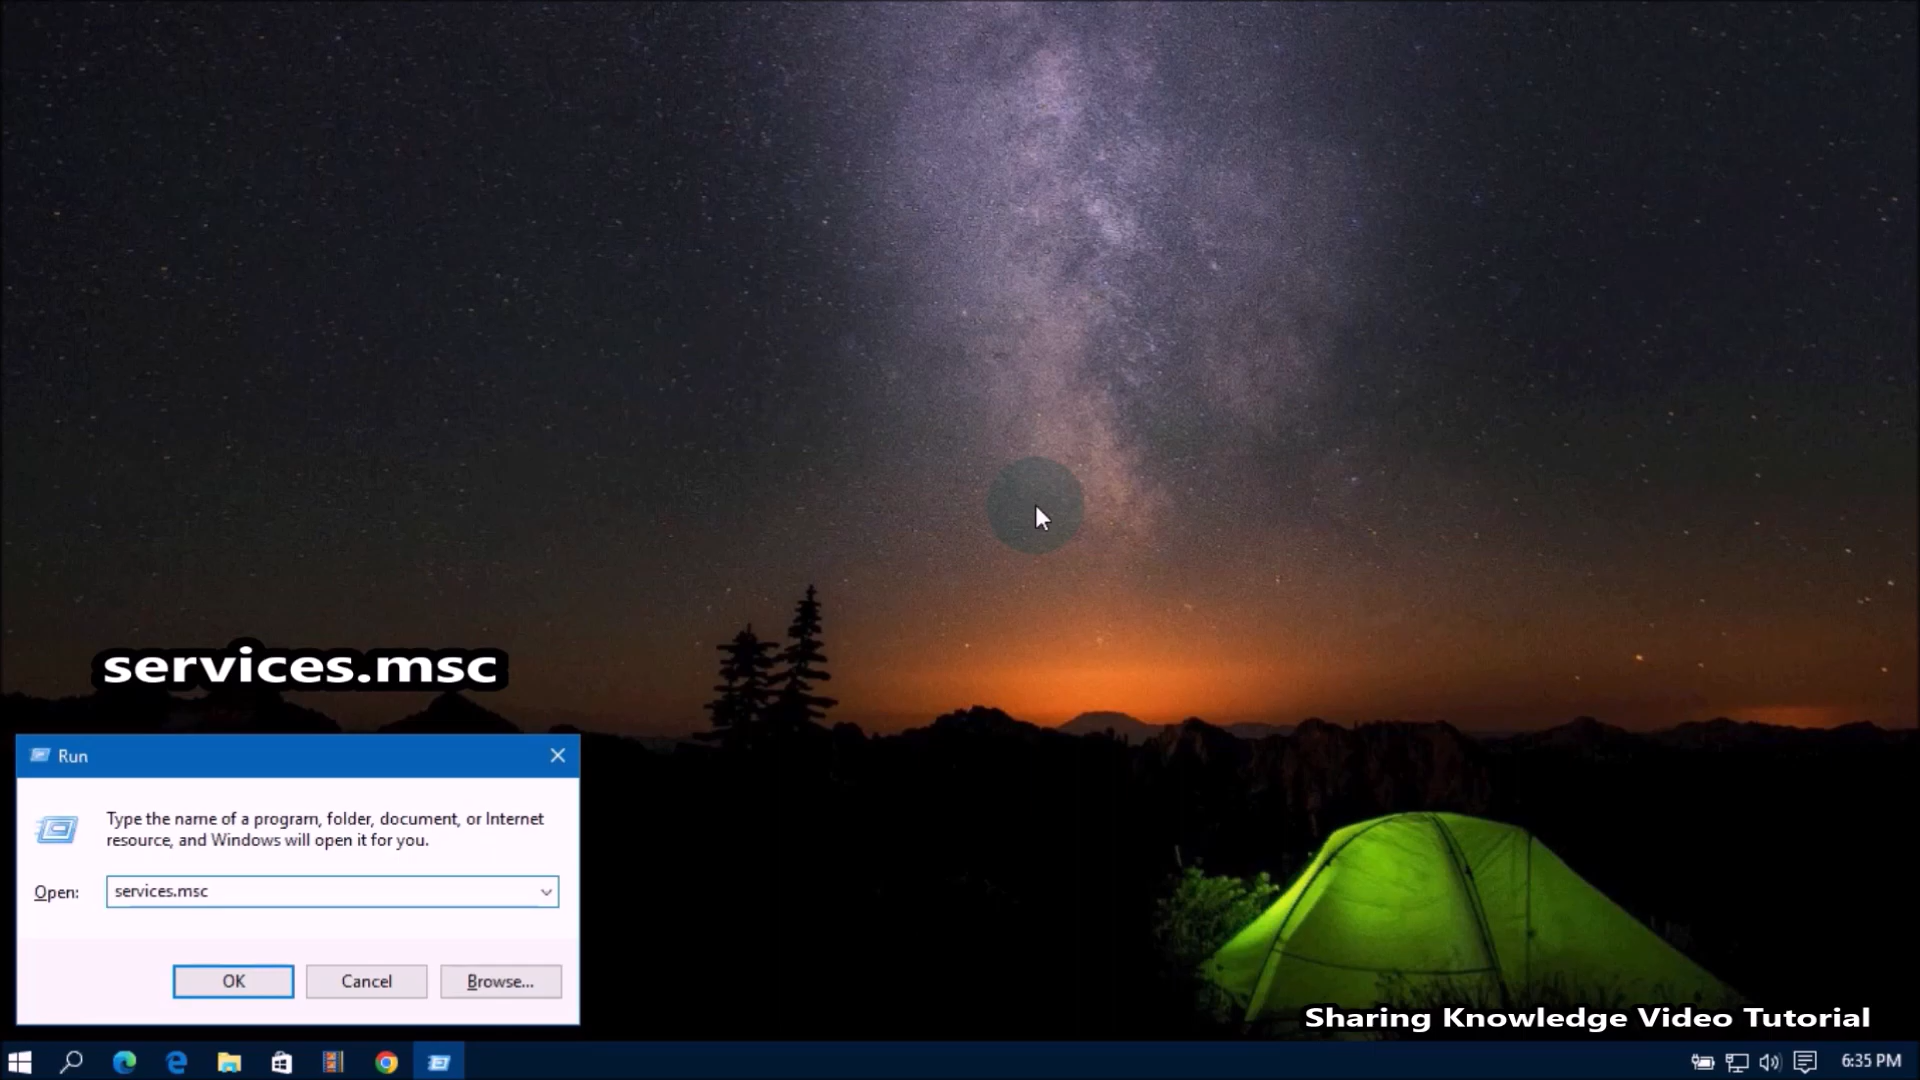 services.msc
Run
Type the name of a program, folder, document, or Internet
resource, and Windows will open it for you.
Open:
services.msc
OK
Cancel
Browse...
Sharing Knowledge Video Tutorial
6:35 PM